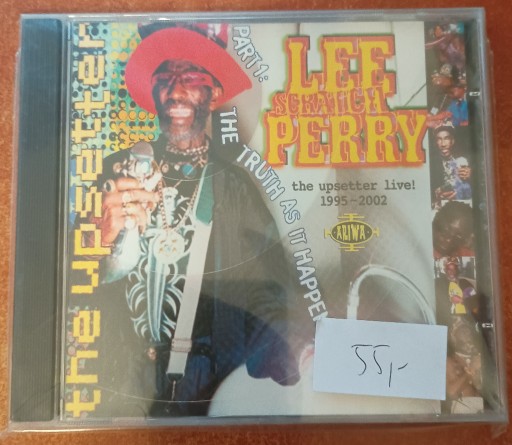 the upsetter
PART 1:
THE TRUTH AS IT HAPPEN
LEE
SCRATCH
PERRY
the upsetter live!
1995-2002
ARIWA
55,-